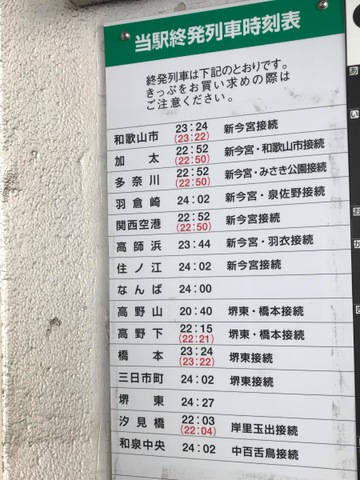 当駅終発列車時刻表
終発列車は下記のとおりです。
きっぷをお買い求めの際は
ご注意ください。
和歌山市 23:24 (23:22) 新今宮接続
加太 22:52 (22:50) 新今宮・和歌山市接続
多奈川 22:52 (22:50) 新今宮・みさき公園接続
羽倉崎 24:02 新今宮・泉佐野接続
関西空港 22:52 (22:50) 新今宮接続
高師浜 23:44 新今宮・羽衣接続
住ノ江 24:02 新今宮接続
なんば 24:00
高野山 20:40 堺東・橋本接続
高野下 22:15 (22:21) 堺東・橋本接続
橋本 23:24 (23:22) 堺東接続
三日市町 24:02 堺東接続
堺東 24:27
汐見橋 22:03 (22:04) 岸里玉出接続
和泉中央 24:02 中百舌鳥接続